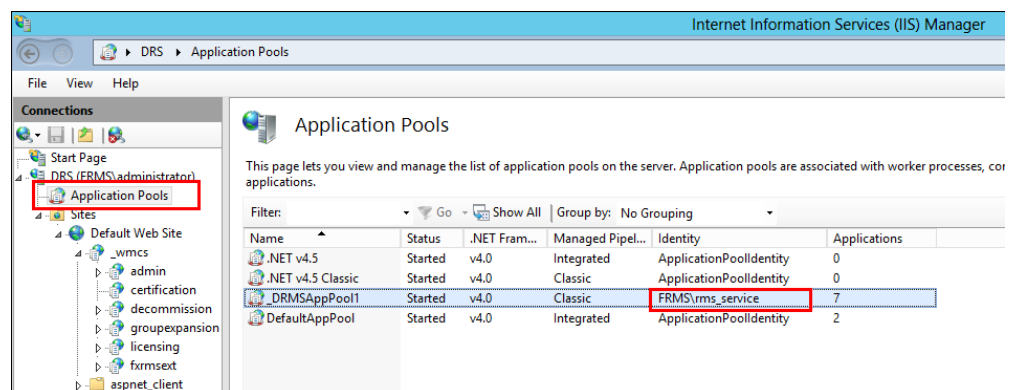 Internet Information Services (IIS) Manager
DRS Application Pools
File View Help
Connections
Start Page
DRS (FRMS\administrator)
Application Pools
Sites
Default Web Site
_wmcs
admin
certification
decommission
groupexpansion
licensing
fxrmsext
aspnet_client
Application Pools
This page lets you view and manage the list of application pools on the server. Application pools are associated with worker processes, cor
applications.
Filter: Go Show All Group by: No Grouping
Name Status .NET Fram... Managed Pipel... Identity Applications
.NET v4.5 Started v4.0 Integrated ApplicationPoolIdentity 0
.NET v4.5 Classic Started v4.0 Classic ApplicationPoolIdentity 0
_DRMSAppPool1 Started v4.0 Classic FRMS\rms_service 7
DefaultAppPool Started v4.0 Integrated ApplicationPoolIdentity 2